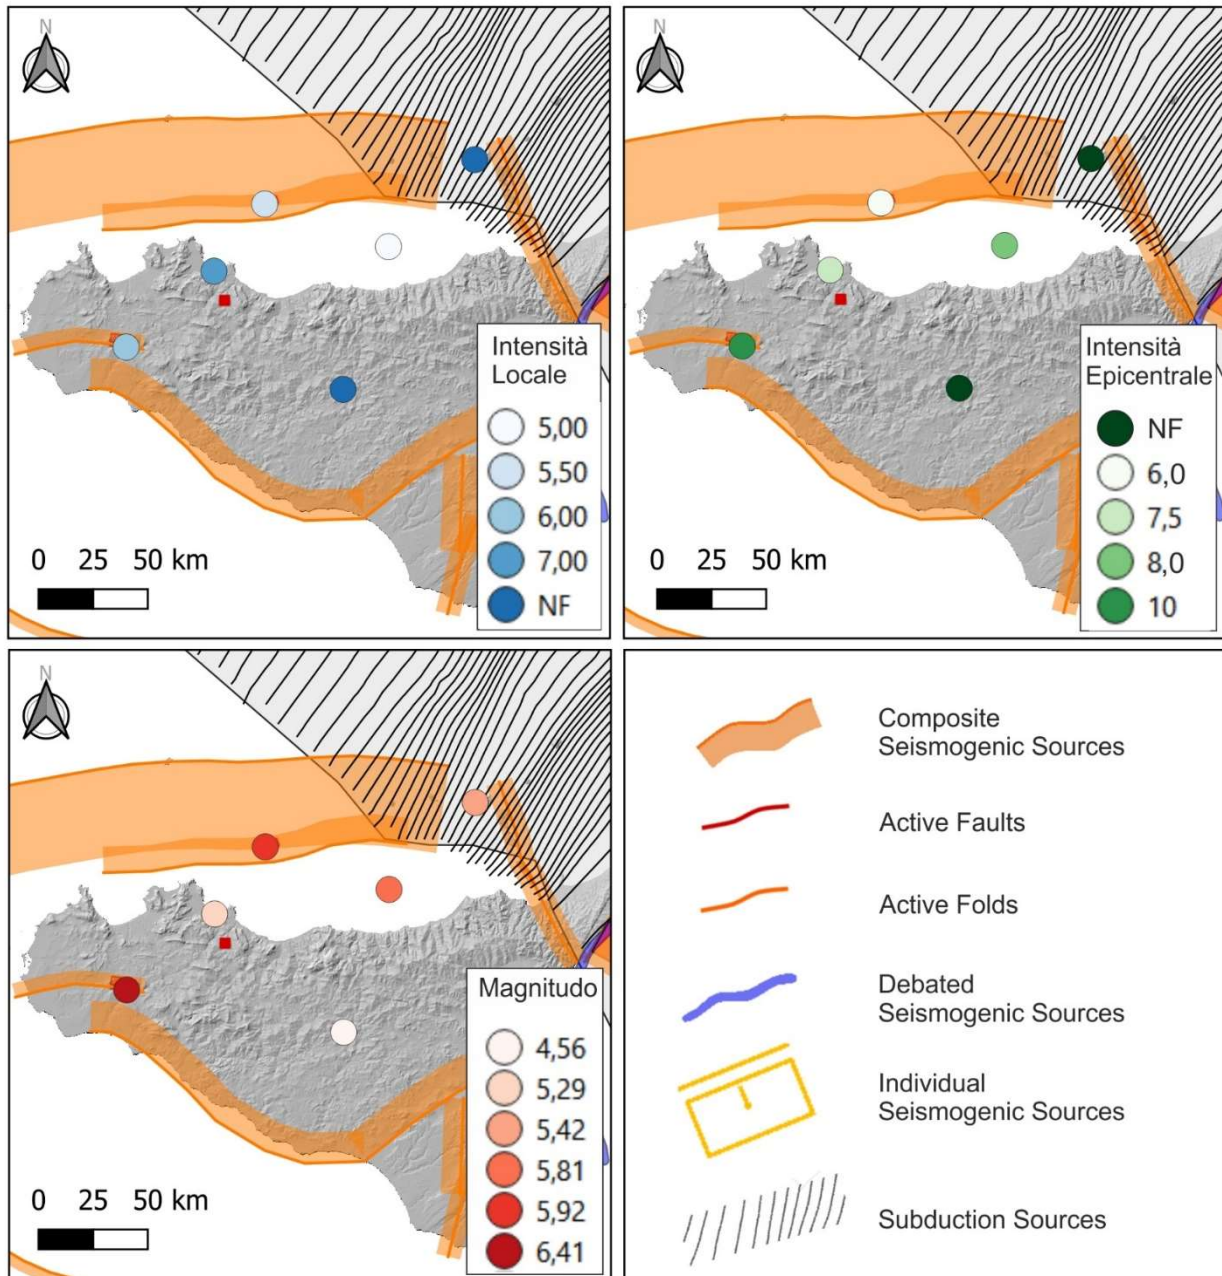 N
Intensità
Locale
5,00
5,50
6,00
7,00
NF
0 25 50 km
N
Intensità
Epicentrale
NF
6,0
7,5
8,0
10
0 25 50 km
N
Magnitudo
4,56
5,29
5,42
5,81
5,92
6,41
0 25 50 km
Composite
Seismogenic Sources
Active Faults
Active Folds
Debated
Seismogenic Sources
Individual
Seismogenic Sources
Subduction Sources